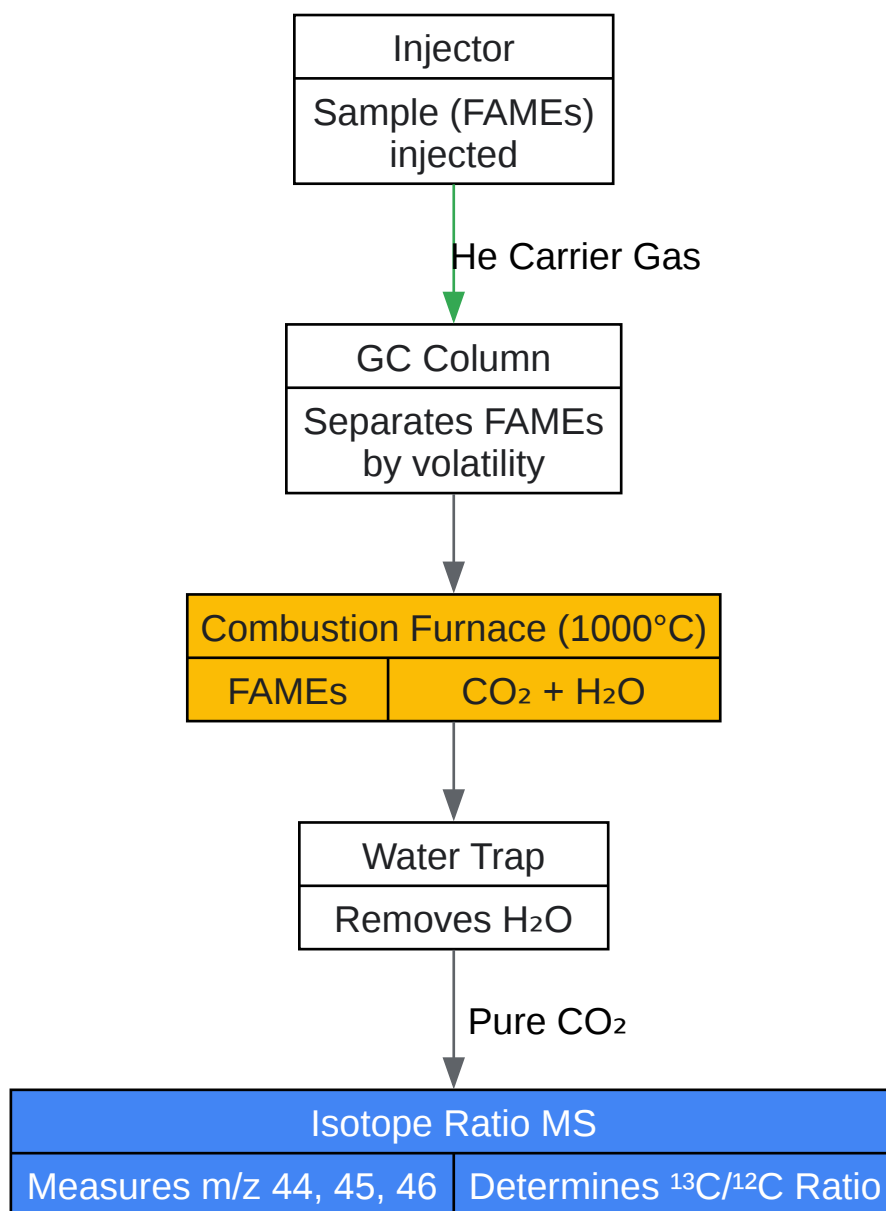 Injector
Sample (FAMEs)
injected
He Carrier Gas
GC Column
Separates FAMEs
by volatility
Combustion Furnace (1000°C)
FAMEs
CO₂ + H₂O
Water Trap
Removes H₂O
Pure CO₂
Isotope Ratio MS
Measures m/z 44, 45, 46
Determines ¹³C/¹²C Ratio